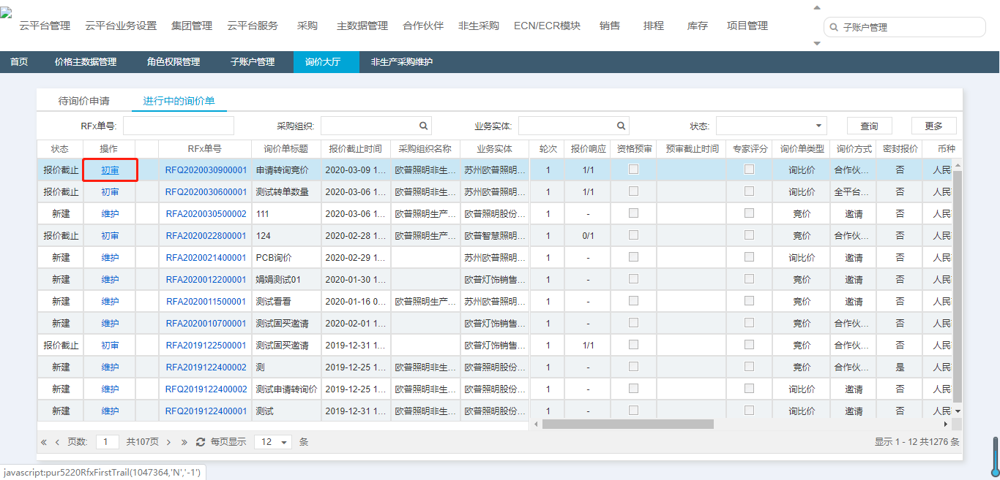 云平台管理 云平台业务设置 集团管理 云平台服务 采购 主数据管理 合作伙伴 非生采购 ECN/ECR模块 销售 排程 库存 项目管理 子账户管理
首页 价格主数据管理 角色权限管理 子账户管理 询价大厅 非生产采购维护
待询价申请 进行中的询价单
RFx单号: 采购组织: 业务实体: 状态: 查询 更多
状态 操作 RFx单号 询价单标题 报价截止时间 采购组织名称 业务实体 轮次 报价响应 资格预审 预审截止时间 专家评分 询价单类型 询价方式 密封报价 币种
报价截止 初审 RFQ2020030900001 申请转询竞价 2020-03-09 1... 欧普照明非生... 苏州欧普照明... 1 1/1 询比价 合作伙... 否 人民
报价截止 初审 RFQ2020030600001 测试转单数量 2020-03-06 1... 欧普照明非生... 苏州欧普照明... 1 1/1 询比价 全平台... 否 人民
新建 维护 RFA2020030500002 111 2020-03-06 1... 欧普照明生产... 欧普照明股份... 1 - 竞价 邀请 否 人民
报价截止 初审 RFA2020022800001 124 2020-02-28 1... 欧普照明生产... 欧普智慧照明... 1 0/1 竞价 合作伙... 否 人民
新建 维护 RFA2020021400001 PCB询价 2020-02-29 1... 苏州欧普照明... 1 - 询比价 邀请 否 人民
新建 维护 RFA2020012200001 娟娟测试01 2020-01-30 1... 欧普灯饰销售... 1 - 竞价 邀请 否 人民
新建 维护 RFA2020011500001 测试看看 2020-01-16 0... 欧普照明生产... 苏州欧普照明... 1 - 竞价 邀请 否 人民
新建 维护 RFA2020010700001 测试固买邀请 2020-02-01 1... 欧普灯饰销售... 1 - 竞价 合作伙... 否 人民
报价截止 初审 RFA2019122500001 测试固买邀请 2019-12-31 1... 欧普灯饰销售... 1 1/1 竞价 合作伙... 否 人民
新建 维护 RFA2019122400002 测 2019-12-25 1... 欧普照明非生... 欧普照明股份... 1 - 竞价 合作伙... 是 人民
新建 维护 RFQ2019122400002 测试申请转询价 2019-12-25 1... 欧普照明非生... 欧普照明股份... 1 - 询比价 邀请 否 人民
新建 维护 RFQ2019122400001 测试 2019-12-31 1... 欧普照明非生... 欧普照明股份... 1 - 询比价 邀请 否 人民
页数: 1 共107页 每页显示 12 条 显示 1 - 12 共1276 条
javascript:pur5220RfxFirstTrail(1047364,'N','-1')